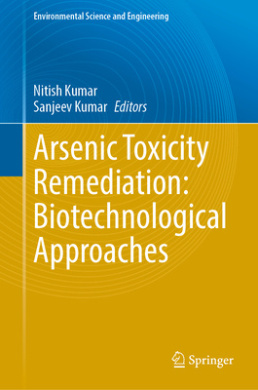 Environmental Science and Engineering
Nitish Kumar
Sanjeev Kumar Editors
Arsenic Toxicity
Remediation:
Biotechnological
Approaches
Springer